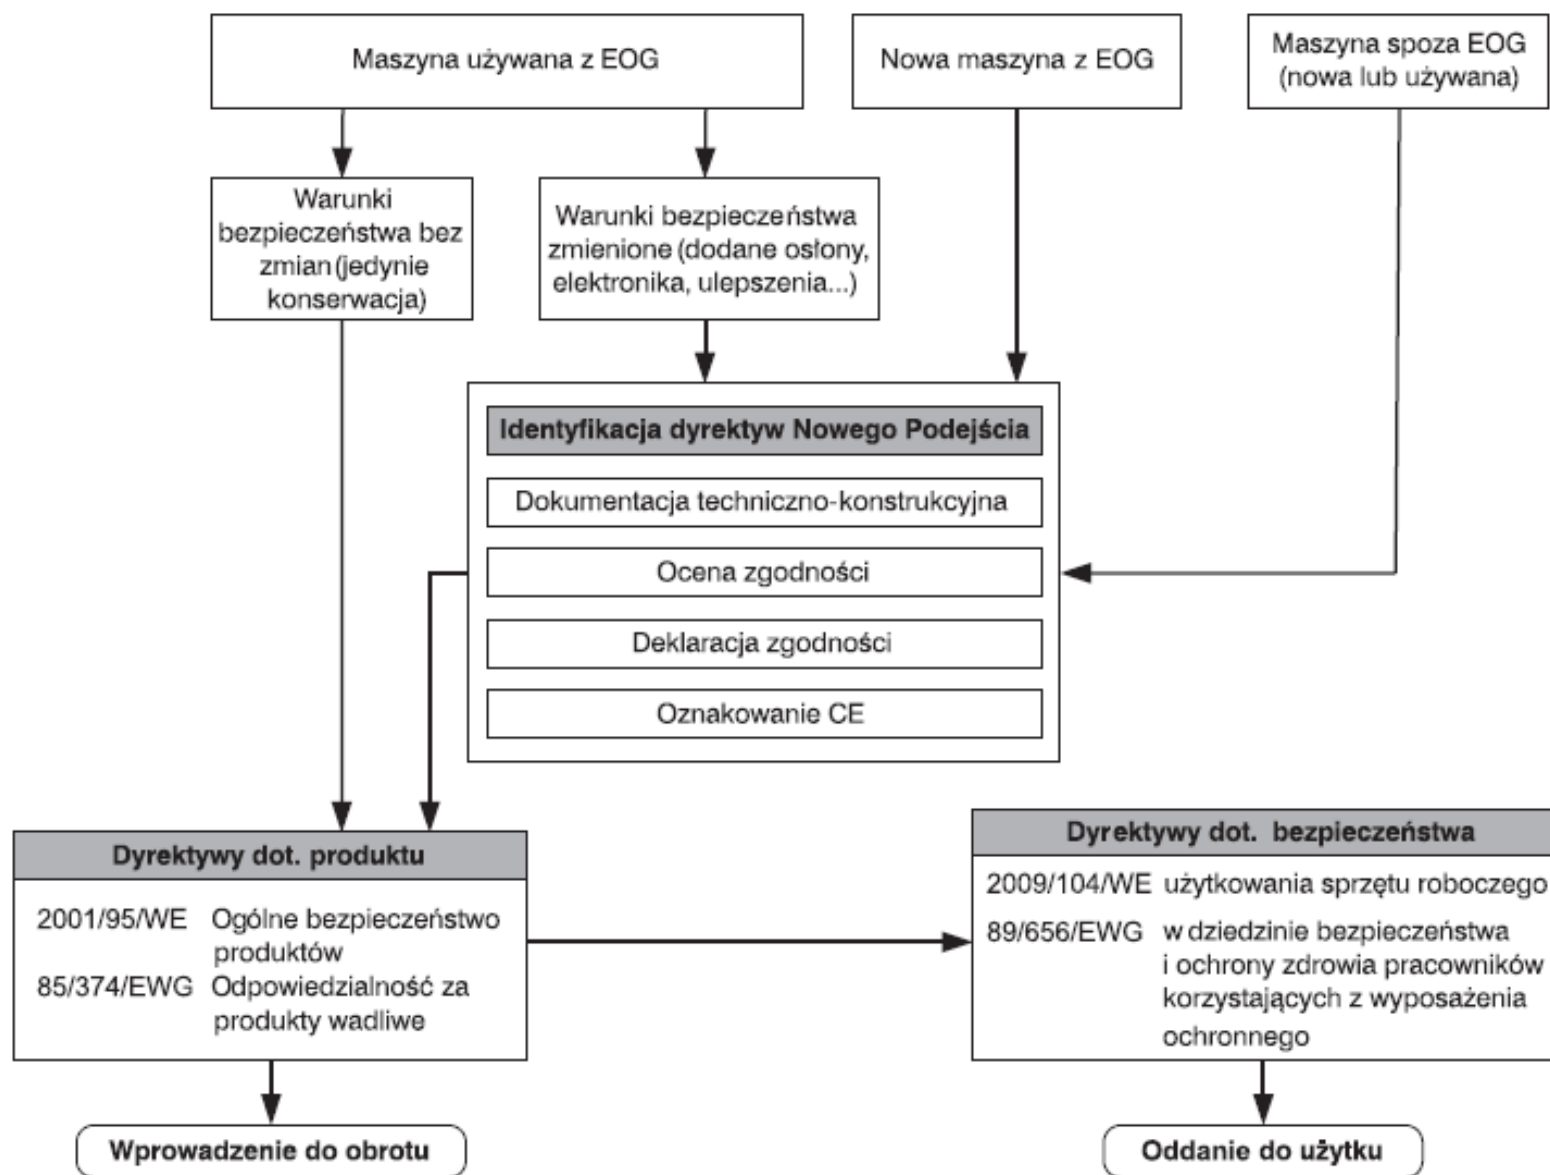 Maszyna używana z EOG
Nowa maszyna z EOG
Maszyna spoza EOG
(nowa lub używana)
Warunki
bezpieczeństwa bez
zmian (jedynie
konserwacja)
Warunki bezpieczeństwa
zmienione (dodane osłony,
elektronika, ulepszenia...)
Identyfikacja dyrektyw Nowego Podejścia
Dokumentacja techniczno-konstrukcyjna
Ocena zgodności
Deklaracja zgodności
Oznakowanie CE
Dyrektywy dot. produktu
2001/95/WE Ogólne bezpieczeństwo
produktów
85/374/EWG Odpowiedzialność za
produkty wadliwe
Dyrektywy dot. bezpieczeństwa
2009/104/WE użytkowania sprzętu roboczego
89/656/EWG w dziedzinie bezpieczeństwa
i ochrony zdrowia pracowników
korzystających z wyposażenia
ochronnego
Wprowadzenie do obrotu
Oddanie do użytku